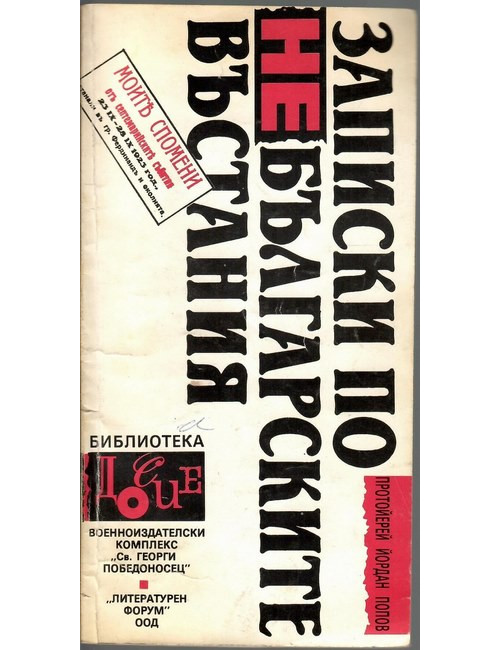 ЗАПИСКИ ПО
НЕБЪЛГАРСКИТЕ
ВЪСТАНИЯ
ПРОТОЙЕРЕЙ ЙОРДАН ПОПОВ
МОИТѢ СПОМЕНИ
отъ септемврийскитѣ събития
23 IX – 28 IX 1923 год.,
станали въ гр. Фердинандъ и околията.
БИБЛИОТЕКА
ДОСИЕ
ВОЕННОИЗДАТЕЛСКИ
КОМПЛЕКС
„Св. ГЕОРГИ
ПОБЕДОНОСЕЦ"
„ЛИТЕРАТУРЕН
ФОРУМ"
ООД